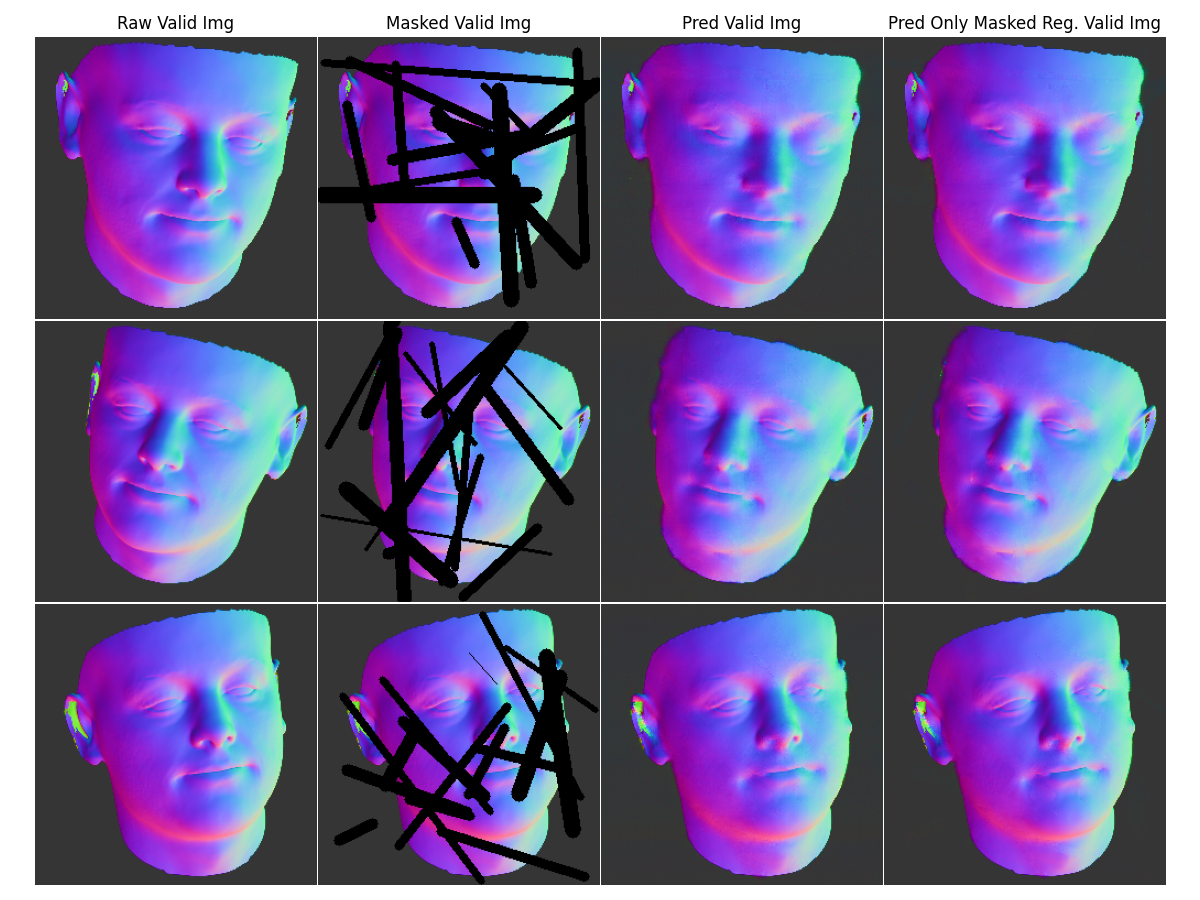 Raw Valid Img
Masked Valid Img
Pred Valid Img
Pred Only Masked Reg. Valid Img